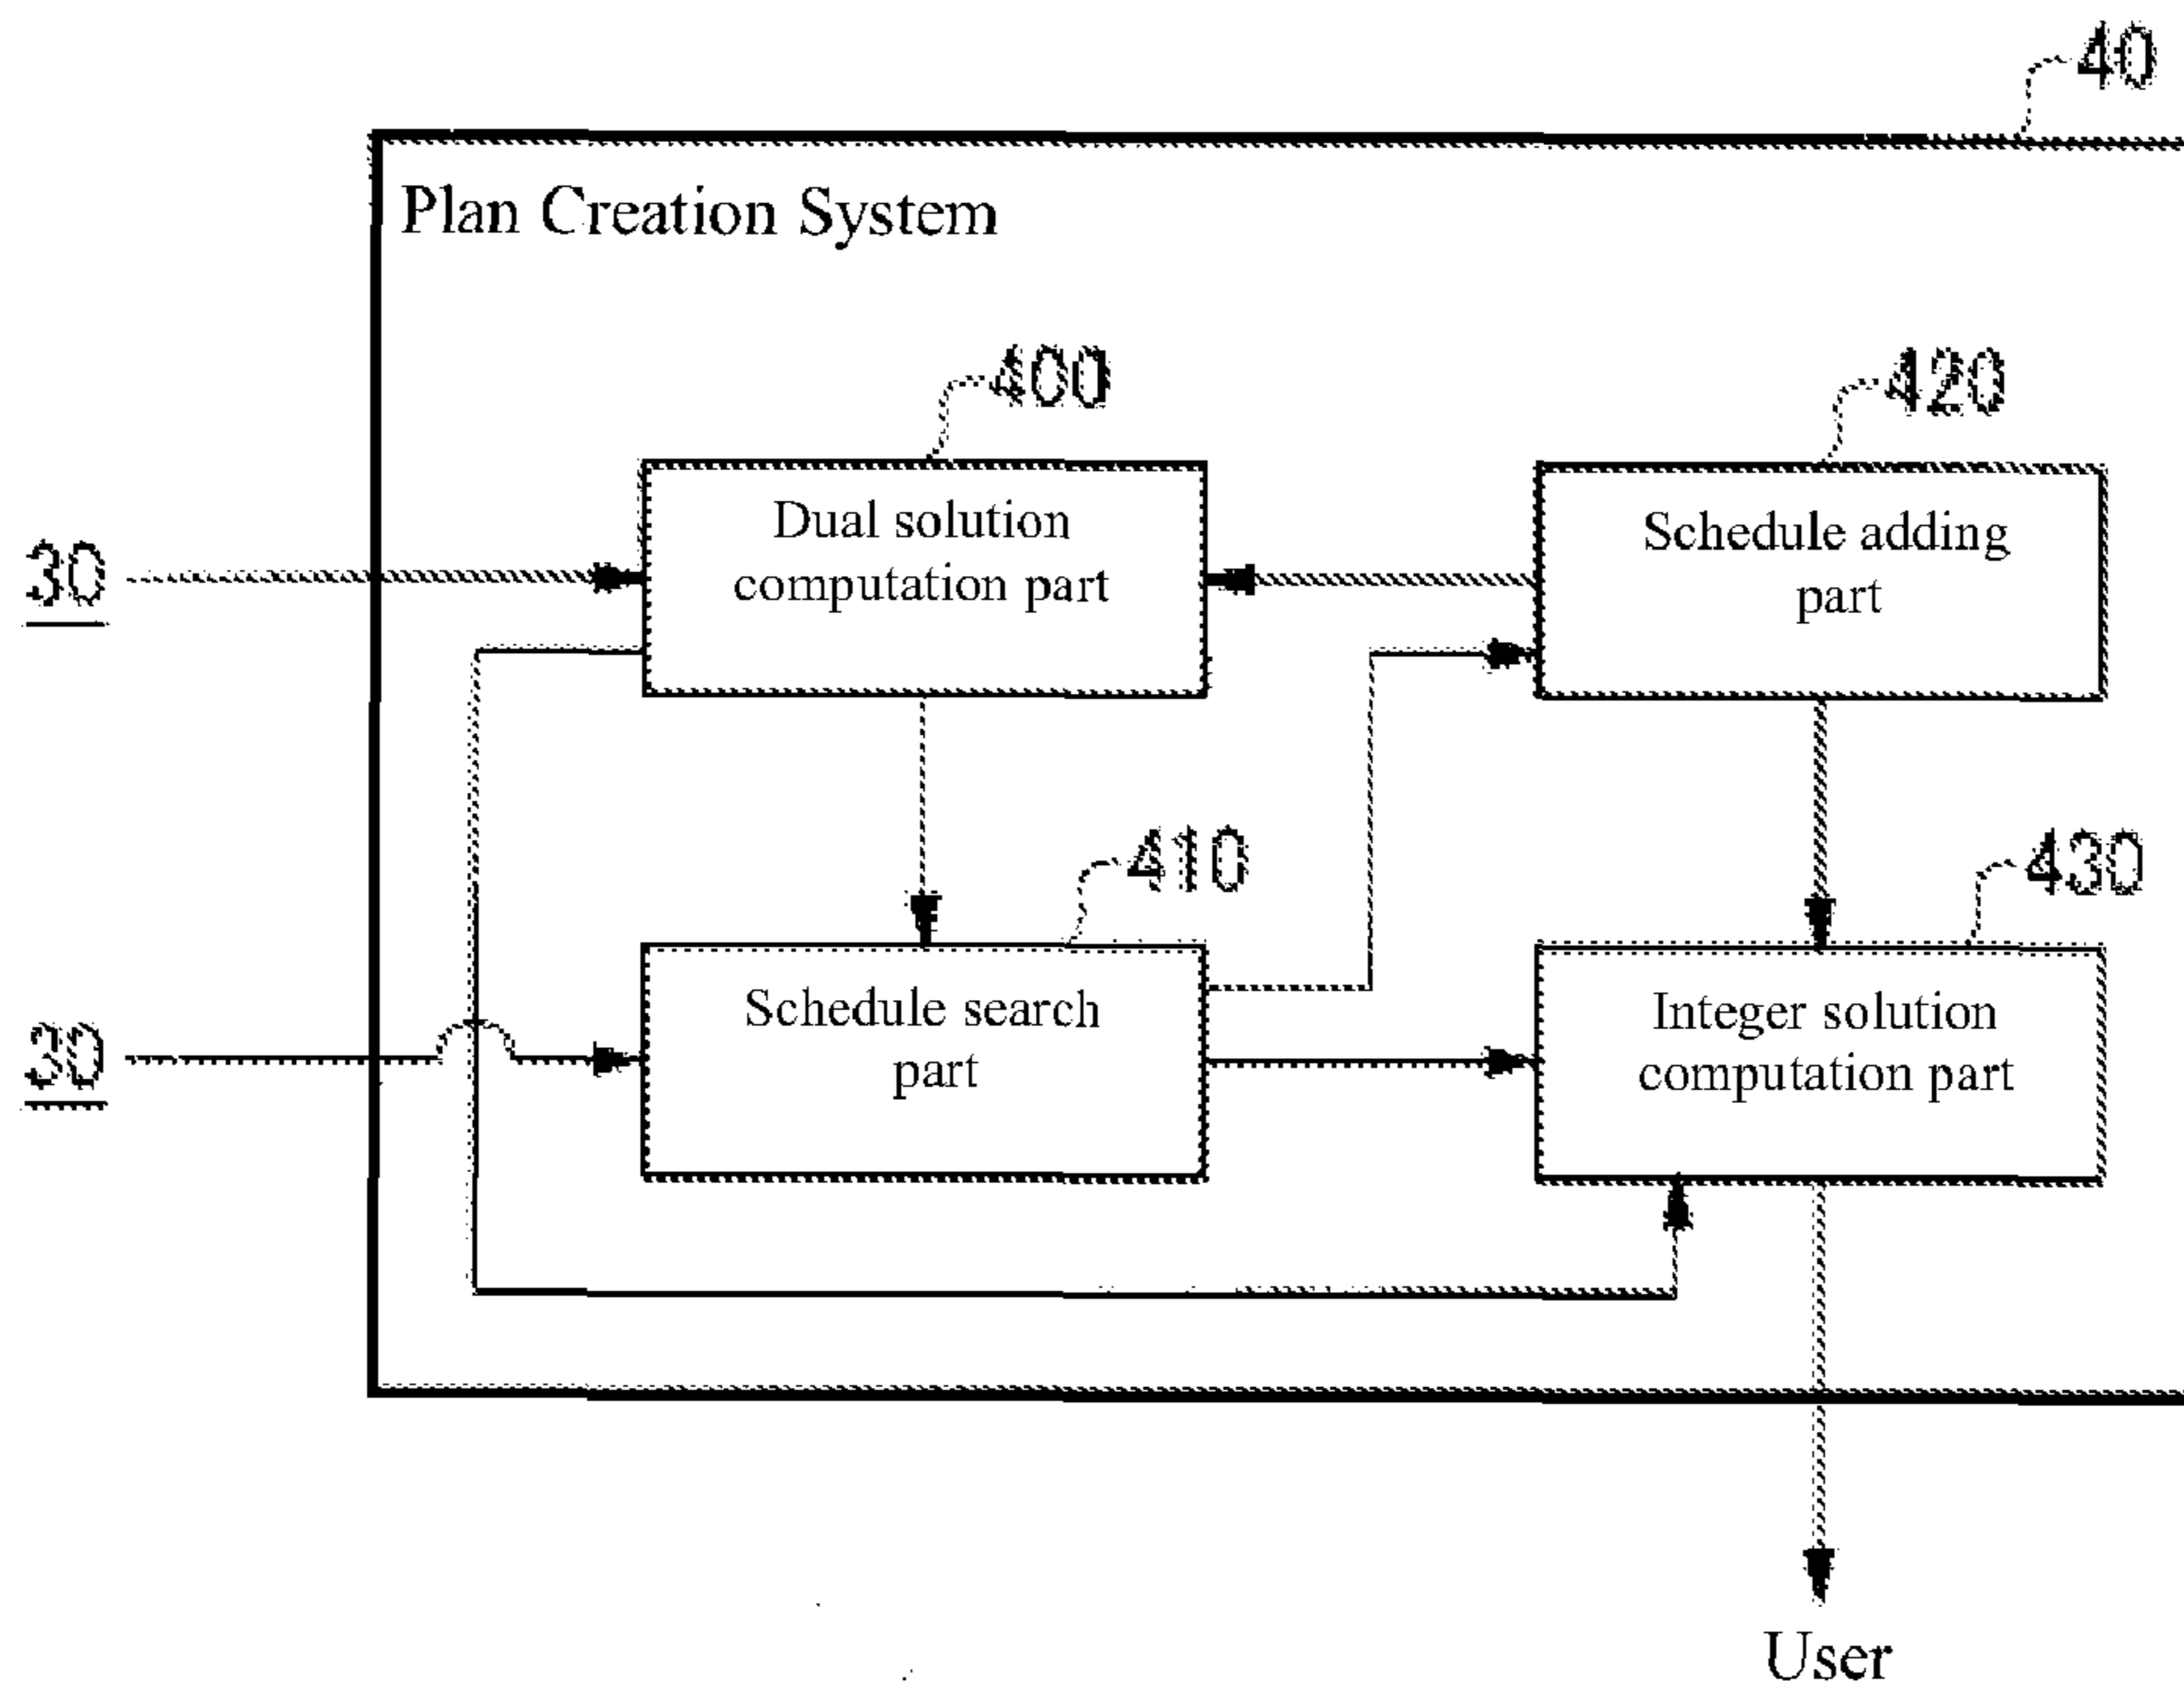 40
Plan Creation System
400
420
Dual solution
computation part
Schedule adding
part
30
410
430
Schedule search
part
Integer solution
computation part
30
User